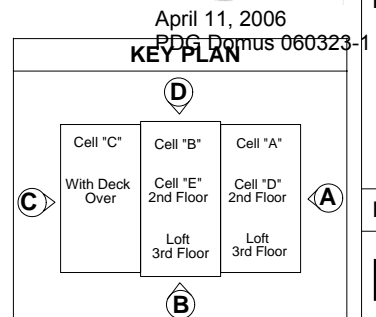 April 11, 2006
PDG Domus 060323-1
KEY PLAN
D
Cell "C"
With Deck
Over
Cell "B"
Cell "E"
2nd Floor
Loft
3rd Floor
Cell "A"
Cell "D"
2nd Floor
Loft
3rd Floor
C
A
B